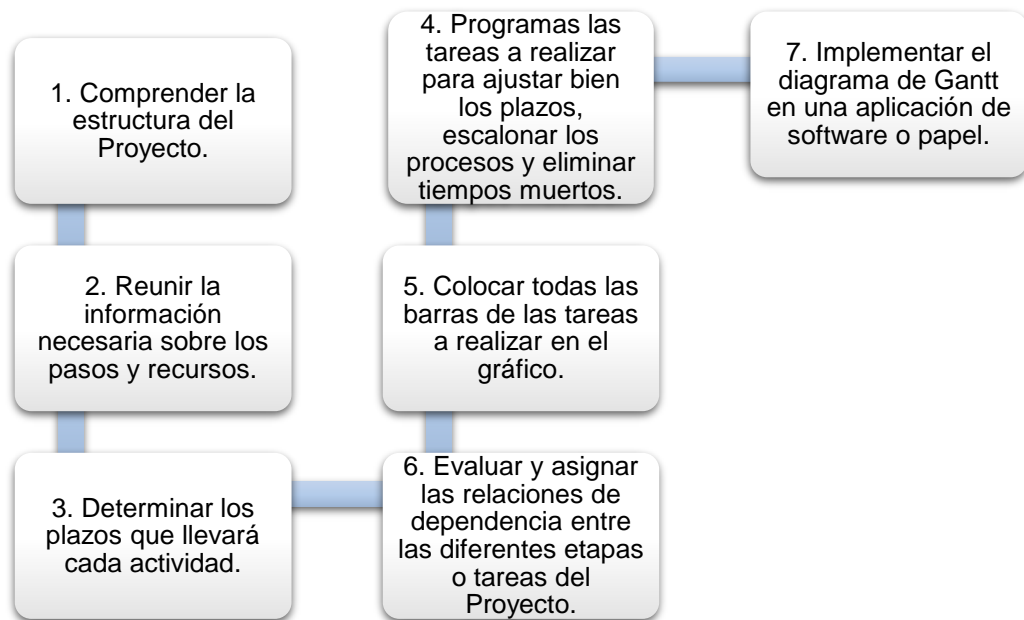 1. Comprender la
estructura del
Proyecto.
2. Reunir la
información
necesaria sobre los
pasos y recursos.
3. Determinar los
plazos que llevará
cada actividad.
4. Programas las
tareas a realizar
para ajustar bien
los plazos,
escalonar los
procesos y eliminar
tiempos muertos.
5. Colocar todas las
barras de las tareas
a realizar en el
gráfico.
6. Evaluar y asignar
las relaciones de
dependencia entre
las diferentes etapas
o tareas del
Proyecto.
7. Implementar el
diagrama de Gantt
en una aplicación de
software o papel.